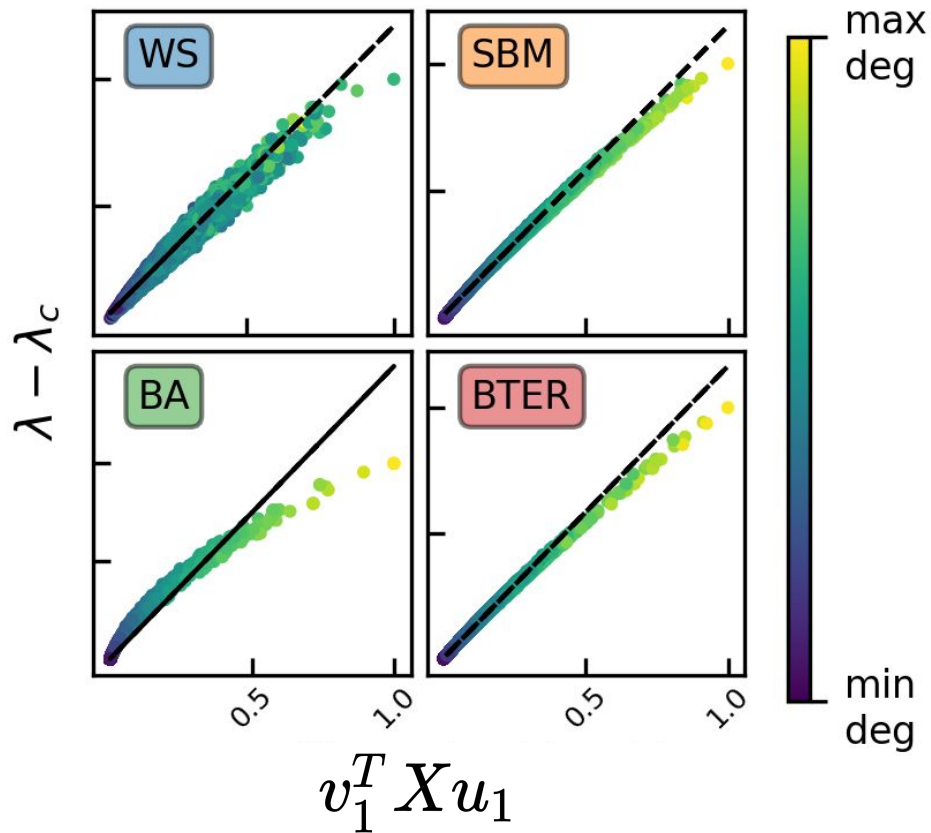 WS
SBM
max
deg
λ − λ_c
BA
BTER
min
deg
0.5
1.0
0.5
1.0
v_1^T X u_1